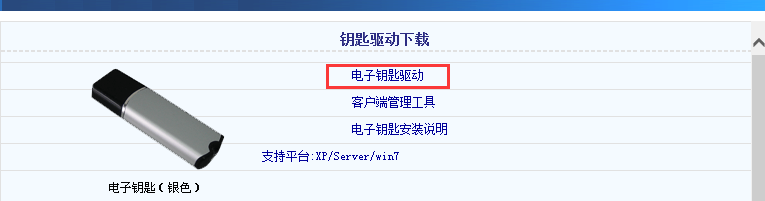 钥匙驱动下载
电子钥匙驱动
客户端管理工具
电子钥匙安装说明
支持平台:XP/Server/win7
电子钥匙(银色)